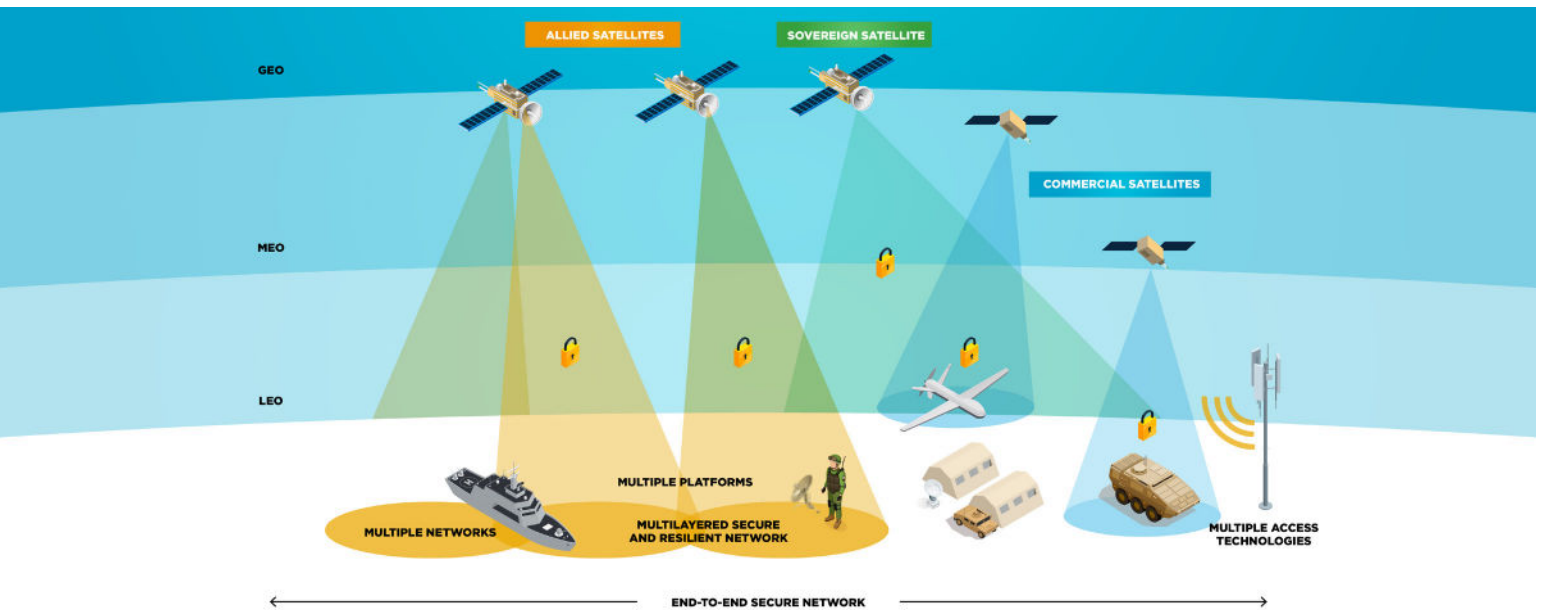 ALLIED SATELLITES
SOVEREIGN SATELLITE
GEO
COMMERCIAL SATELLITES
MEO
LEO
MULTIPLE PLATFORMS
MULTIPLE NETWORKS
MULTILAYERED SECURE
AND RESILIENT NETWORK
MULTIPLE ACCESS
TECHNOLOGIES
END-TO-END SECURE NETWORK